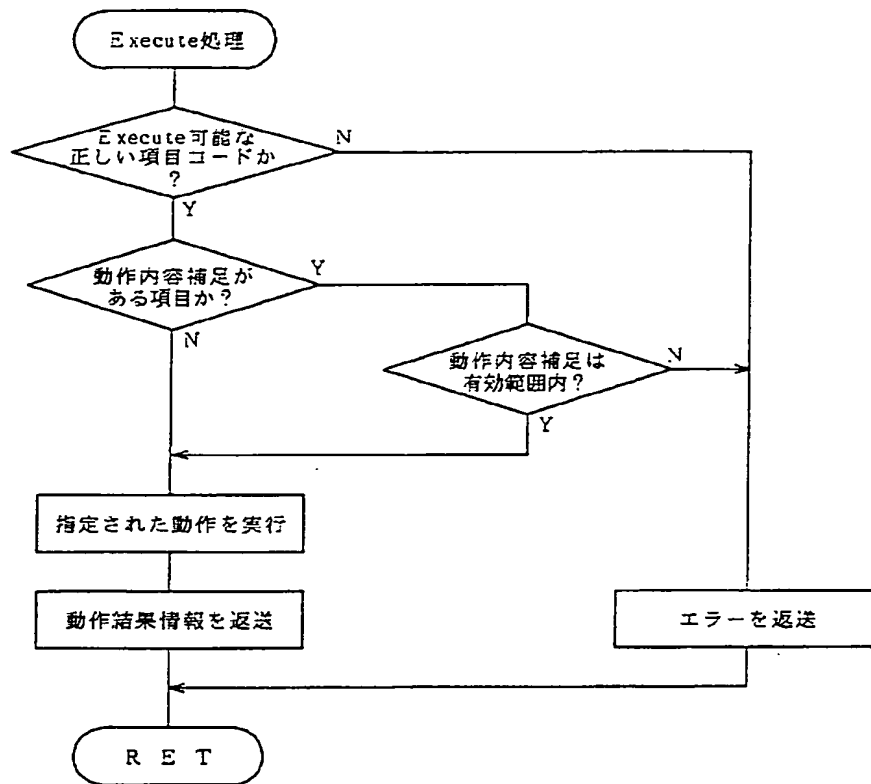 Execute処理
Execute可能な
正しい項目コードか
?
N
Y
動作内容補足が
ある項目か?
Y
N
動作内容補足は
有効範囲内?
N
Y
指定された動作を実行
動作結果情報を返送
エラーを返送
RET